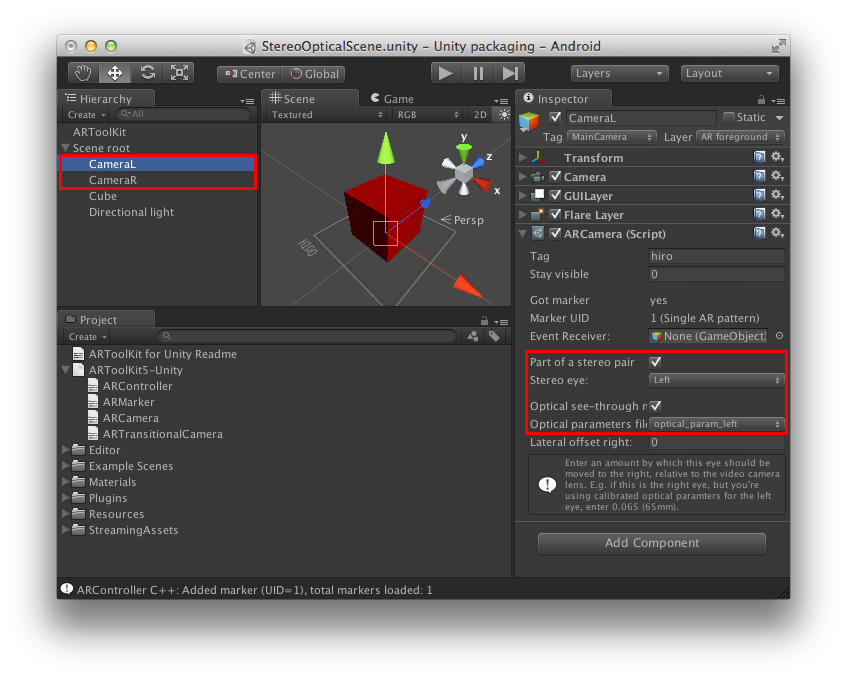 StereoOpticalScene.unity - Unity packaging - Android
Center Global Layers Layout
Hierarchy
Create All
ARToolKit
Scene root
CameraL
CameraR
Cube
Directional light
Scene Game
Textured RGB 2D
y
z
x
Persp
HIRO
Project
Create
ARToolKit for Unity Readme
ARToolKit5-Unity
ARController
ARMarker
ARCamera
ARTransitionalCamera
Editor
Example Scenes
Materials
Plugins
Resources
StreamingAssets
Inspector
CameraL Static
Tag MainCamera Layer AR foreground
Transform
Camera
GUILayer
Flare Layer
ARCamera (Script)
Tag hiro
Stay visible 0
Got marker yes
Marker UID 1 (Single AR pattern)
Event Receiver: None (GameObject)
Part of a stereo pair
Stereo eye: Left
Optical see-through m
Optical parameters fil optical_param_left
Lateral offset right: 0
Enter an amount by which this eye should be
moved to the right, relative to the video camera
lens. E.g. if this is the right eye, but you're
using calibrated optical paramters for the left
eye, enter 0.065 (65mm).
Add Component
ARController C++: Added marker (UID=1), total markers loaded: 1